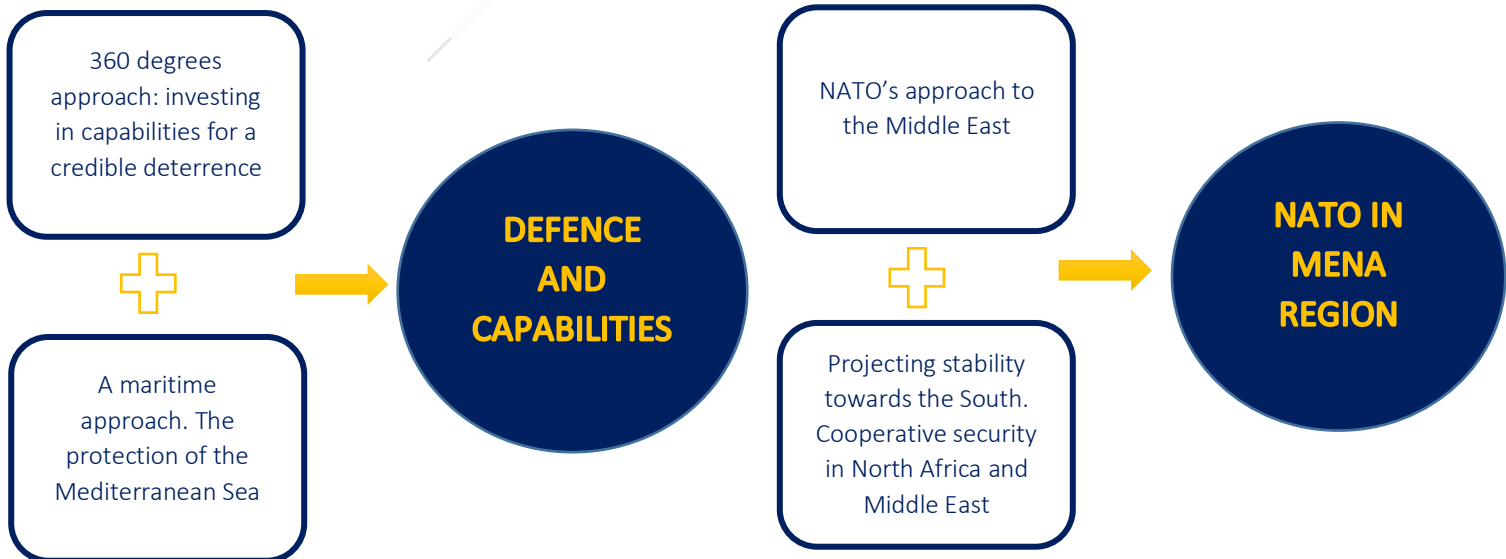 360 degrees
approach: investing
in capabilities for a
credible deterrence
A maritime
approach. The
protection of the
Mediterranean Sea
DEFENCE
AND
CAPABILITIES
NATO’s approach to
the Middle East
Projecting stability
towards the South.
Cooperative security
in North Africa and
Middle East
NATO IN
MENA
REGION